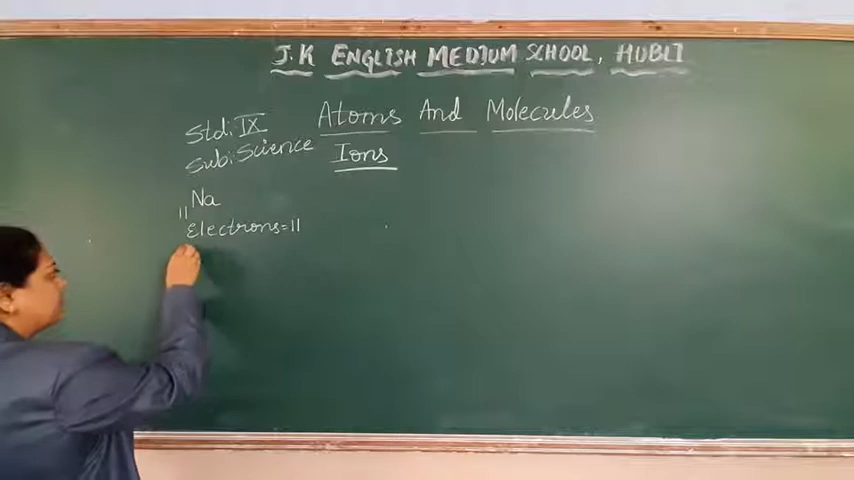 J.K ENGLISH MEDIUM SCHOOL, HUBLI
Std: IX Atoms And Molecules
Sub: Science Ions
11Na
Electrons=11